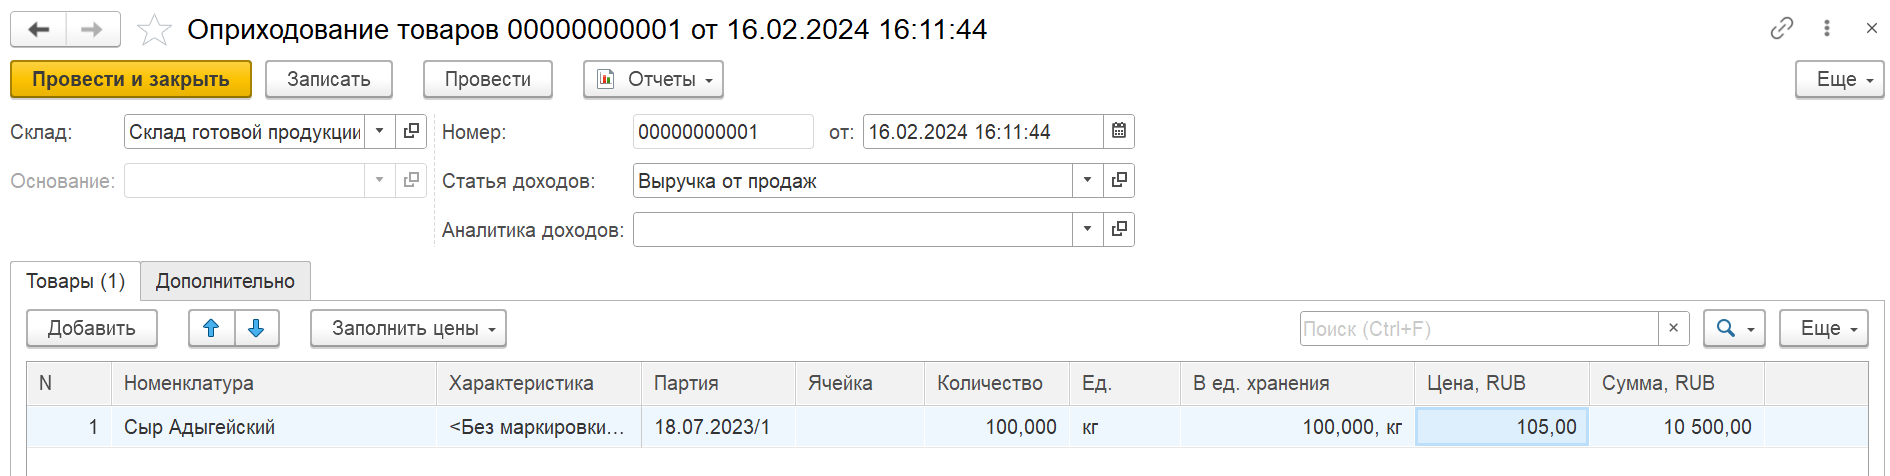 Оприходование товаров 00000000001 от 16.02.2024 16:11:44
Провести и закрыть Записать Провести Отчеты Еще
Склад: Склад готовой продукции Номер: 00000000001 от: 16.02.2024 16:11:44
Основание: Статья доходов: Выручка от продаж
Аналитика доходов:
Товары (1) Дополнительно
Добавить Заполнить цены Поиск (Ctrl+F) × Еще
N Номенклатура Характеристика Партия Ячейка Количество Ед. В ед. хранения Цена, RUB Сумма, RUB
1 Сыр Адыгейский <Без маркировки... 18.07.2023/1 100,000 кг 100,000, кг 105,00 10 500,00